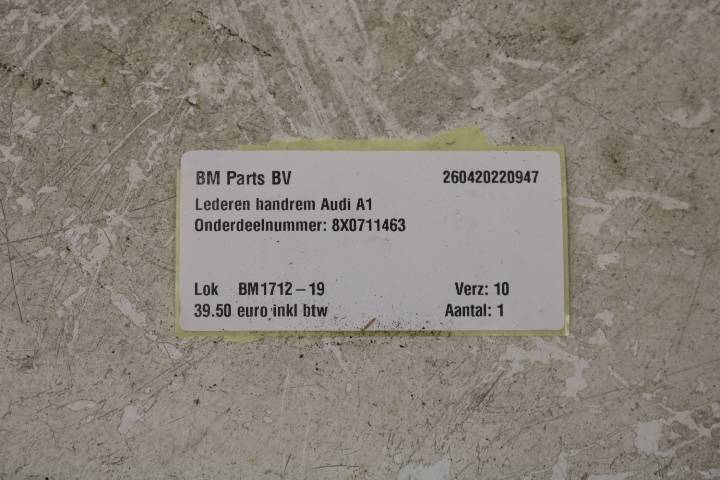 BM Parts BV 260420220947
Lederen handrem Audi A1
Onderdeelnummer: 8X0711463
Lok BM1712-19 Verz: 10
39.50 euro inkl btw Aantal: 1